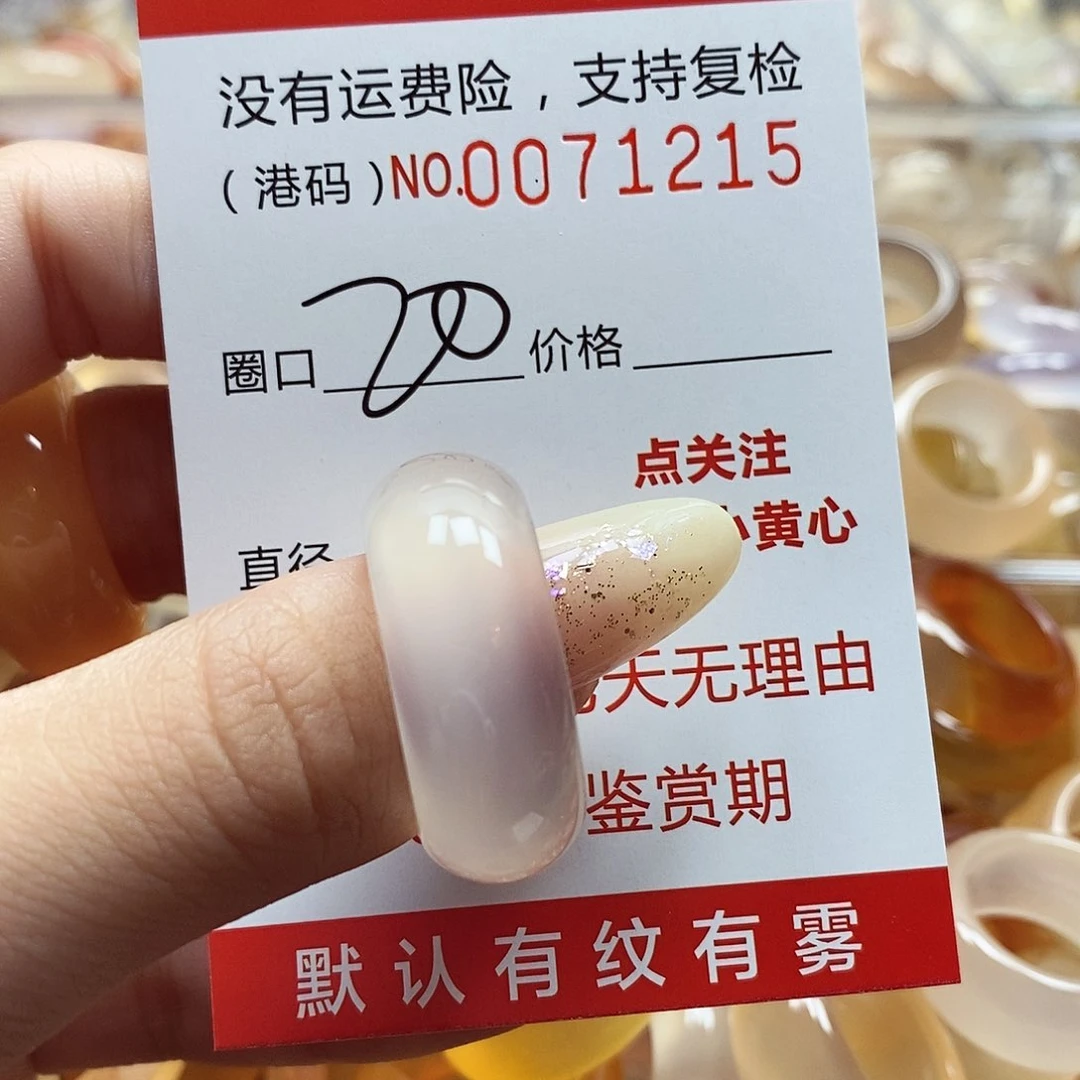 没有运费险，支持复检
(港码)NO.0071215
圈口 20 价格
点关注
小黄心
直径
天无理由
鉴赏期
默认有纹有雾